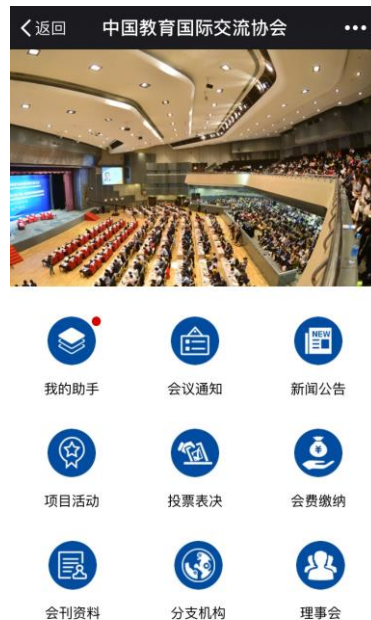 返回 中国教育国际交流协会
我的助手 会议通知 新闻公告
NEW
项目活动 投票表决 会费缴纳
会刊资料 分支机构 理事会